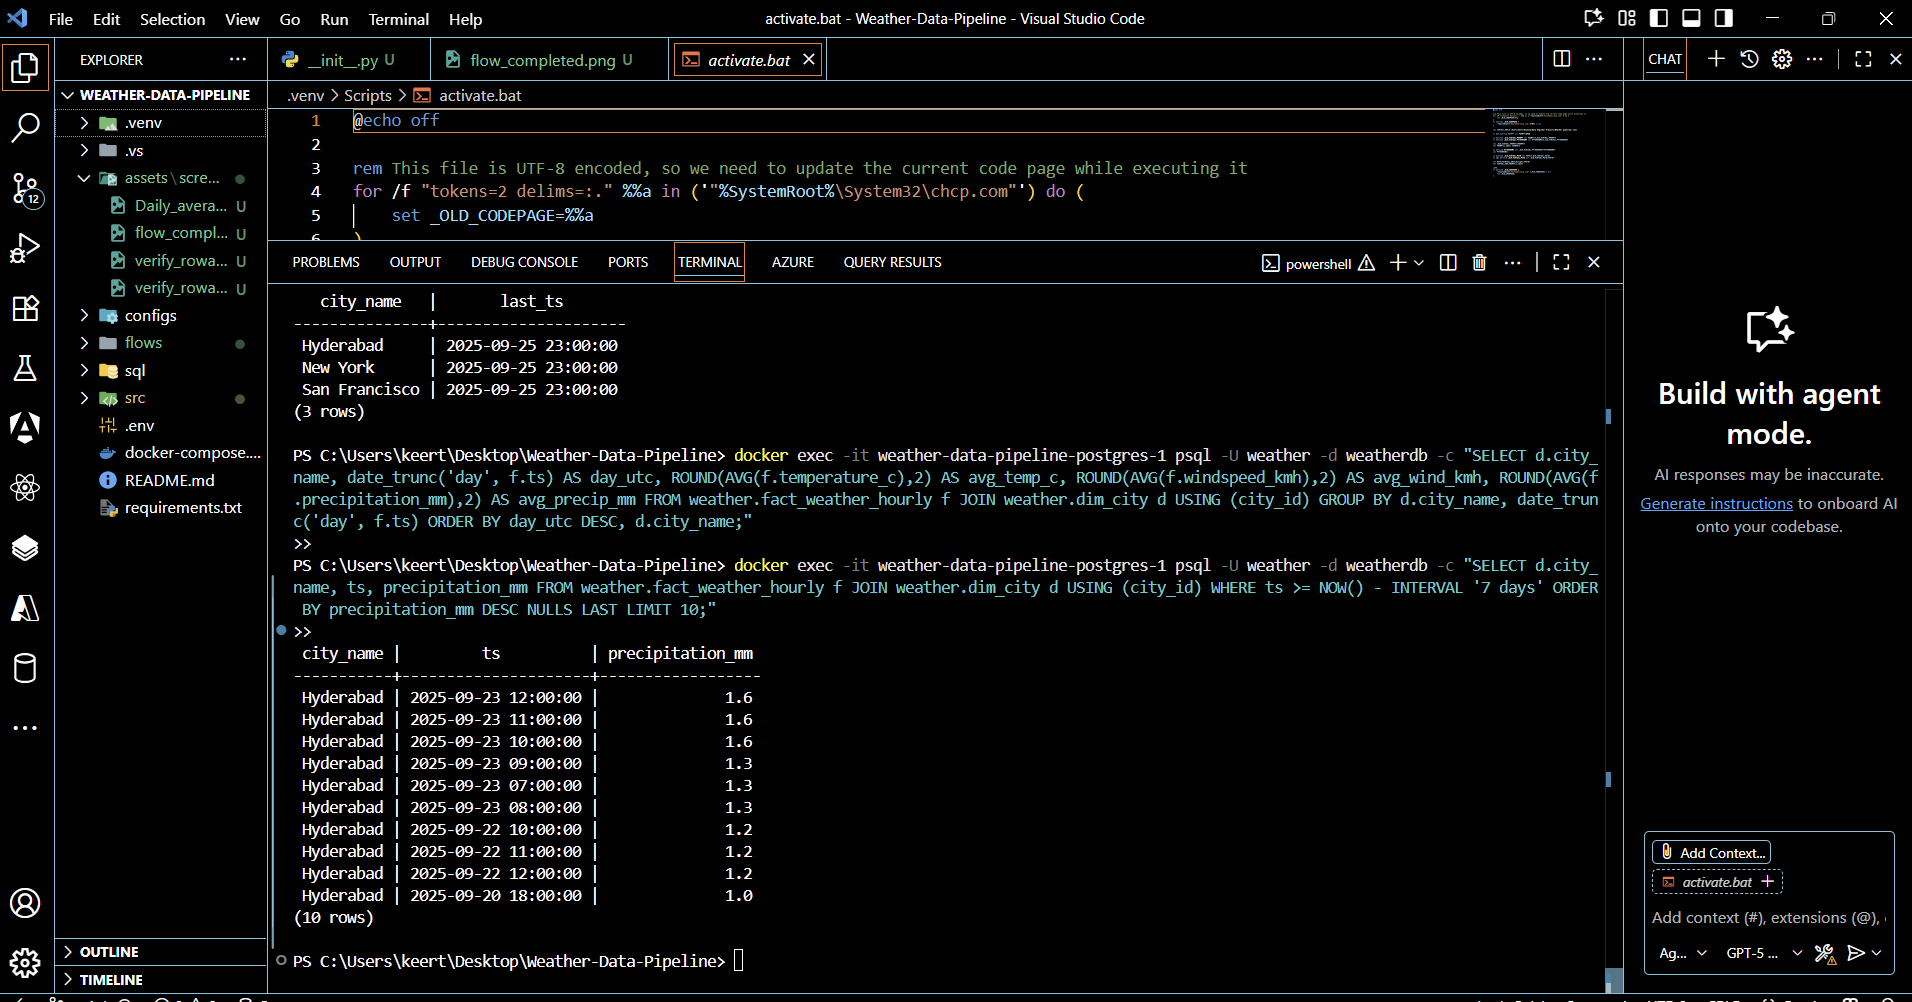 File Edit Selection View Go Run Terminal Help
activate.bat - Weather-Data-Pipeline - Visual Studio Code
EXPLORER
__init__.py U
flow_completed.png U
activate.bat
CHAT
WEATHER-DATA-PIPELINE
.venv
.vs
assets\scre...
Daily_avera... U
flow_compl... U
verify_rowa... U
verify_rowa... U
configs
flows
sql
src
.env
docker-compose....
README.md
requirements.txt
OUTLINE
TIMELINE
12
.venv > Scripts > activate.bat
1 @echo off
2
3 rem This file is UTF-8 encoded, so we need to update the current code page while executing it
4 for /f "tokens=2 delims=:." %%a in ('"%SystemRoot%\System32\chcp.com"') do (
5 set _OLD_CODEPAGE=%%a
6 )
PROBLEMS OUTPUT DEBUG CONSOLE PORTS TERMINAL AZURE QUERY RESULTS
powershell
city_name | last_ts
---------------+---------------------
Hyderabad | 2025-09-25 23:00:00
New York | 2025-09-25 23:00:00
San Francisco | 2025-09-25 23:00:00
(3 rows)
PS C:\Users\keert\Desktop\Weather-Data-Pipeline> docker exec -it weather-data-pipeline-postgres-1 psql -U weather -d weatherdb -c "SELECT d.city_
name, date_trunc('day', f.ts) AS day_utc, ROUND(AVG(f.temperature_c),2) AS avg_temp_c, ROUND(AVG(f.windspeed_kmh),2) AS avg_wind_kmh, ROUND(AVG(f
.precipitation_mm),2) AS avg_precip_mm FROM weather.fact_weather_hourly f JOIN weather.dim_city d USING (city_id) GROUP BY d.city_name, date_trun
c('day', f.ts) ORDER BY day_utc DESC, d.city_name;"
>>
PS C:\Users\keert\Desktop\Weather-Data-Pipeline> docker exec -it weather-data-pipeline-postgres-1 psql -U weather -d weatherdb -c "SELECT d.city_
name, ts, precipitation_mm FROM weather.fact_weather_hourly f JOIN weather.dim_city d USING (city_id) WHERE ts >= NOW() - INTERVAL '7 days' ORDER
BY precipitation_mm DESC NULLS LAST LIMIT 10;"
>>
city_name | ts | precipitation_mm
-----------+---------------------+------------------
Hyderabad | 2025-09-23 12:00:00 | 1.6
Hyderabad | 2025-09-23 11:00:00 | 1.6
Hyderabad | 2025-09-23 10:00:00 | 1.6
Hyderabad | 2025-09-23 09:00:00 | 1.3
Hyderabad | 2025-09-23 07:00:00 | 1.3
Hyderabad | 2025-09-23 08:00:00 | 1.3
Hyderabad | 2025-09-22 10:00:00 | 1.2
Hyderabad | 2025-09-22 11:00:00 | 1.2
Hyderabad | 2025-09-22 12:00:00 | 1.2
Hyderabad | 2025-09-20 18:00:00 | 1.0
(10 rows)
PS C:\Users\keert\Desktop\Weather-Data-Pipeline>
Build with agent
mode.
AI responses may be inaccurate.
Generate instructions to onboard AI
onto your codebase.
Add Context...
activate.bat +
Add context (#), extensions (@),
Ag... GPT-5 ...